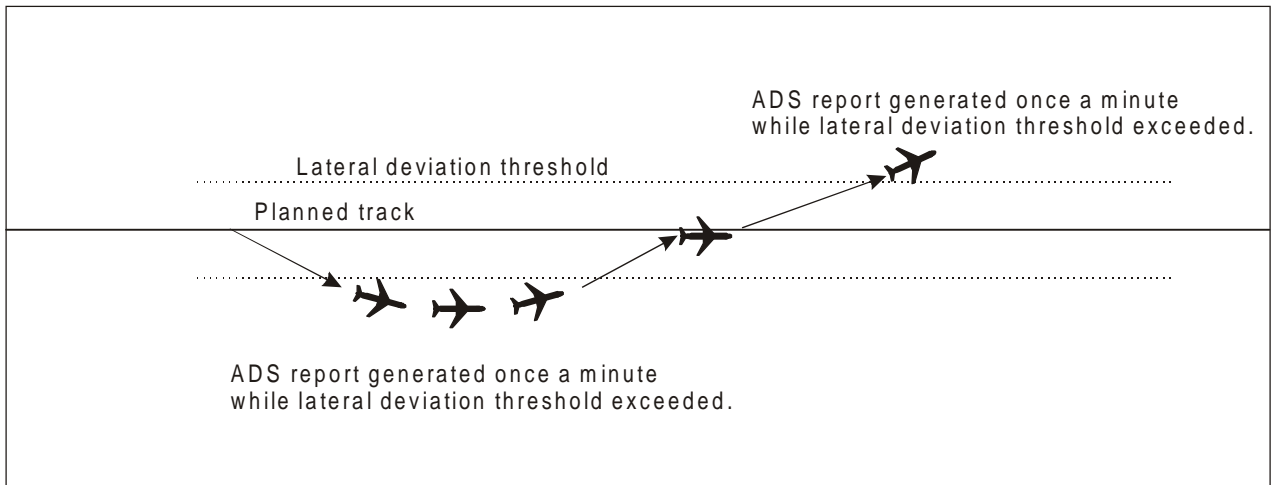 ADS report generated once a minute
while lateral deviation threshold exceeded.
Lateral deviation threshold
Planned track
ADS report generated once a minute
while lateral deviation threshold exceeded.